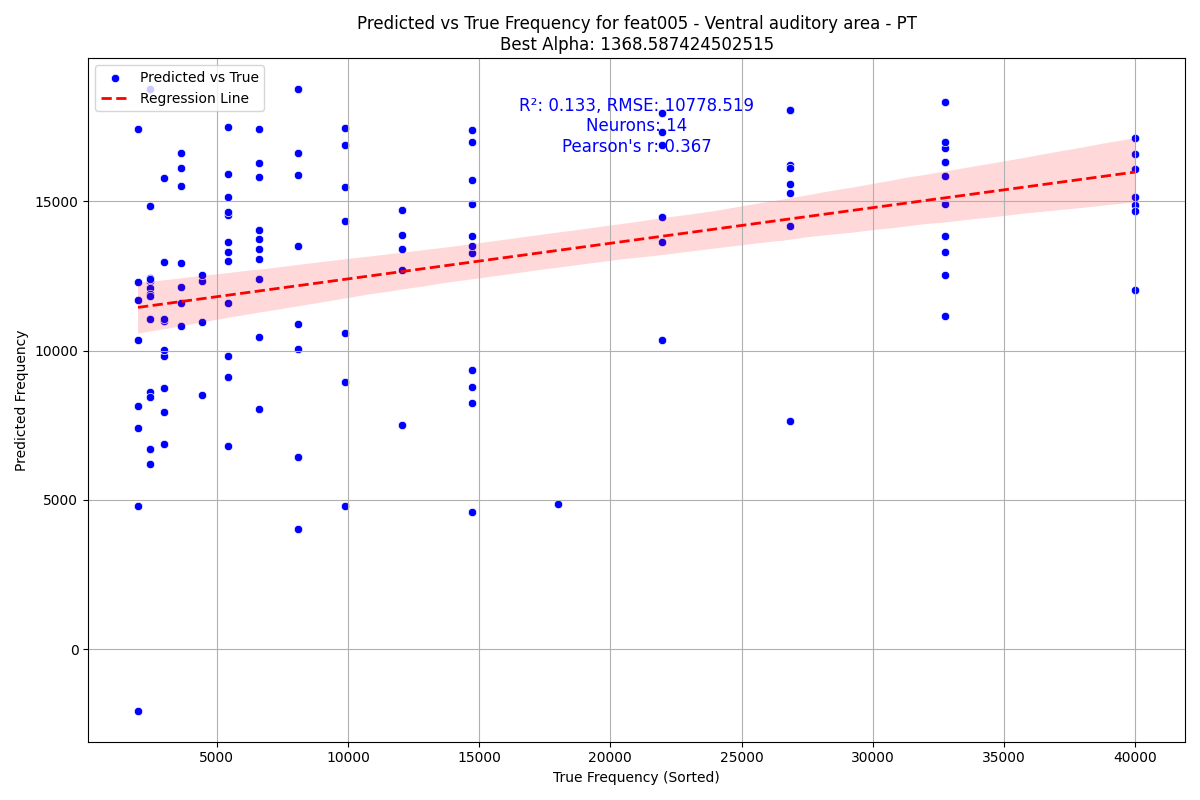 Predicted vs True Frequency for feat005 - Ventral auditory area - PT
Best Alpha: 1368.587424502515
Predicted vs True
Regression Line
R²: 0.133, RMSE: 10778.519
Neurons: 14
Pearson's r: 0.367
Predicted Frequency
15000
10000
5000
0
5000 10000 15000 20000 25000 30000 35000 40000
True Frequency (Sorted)